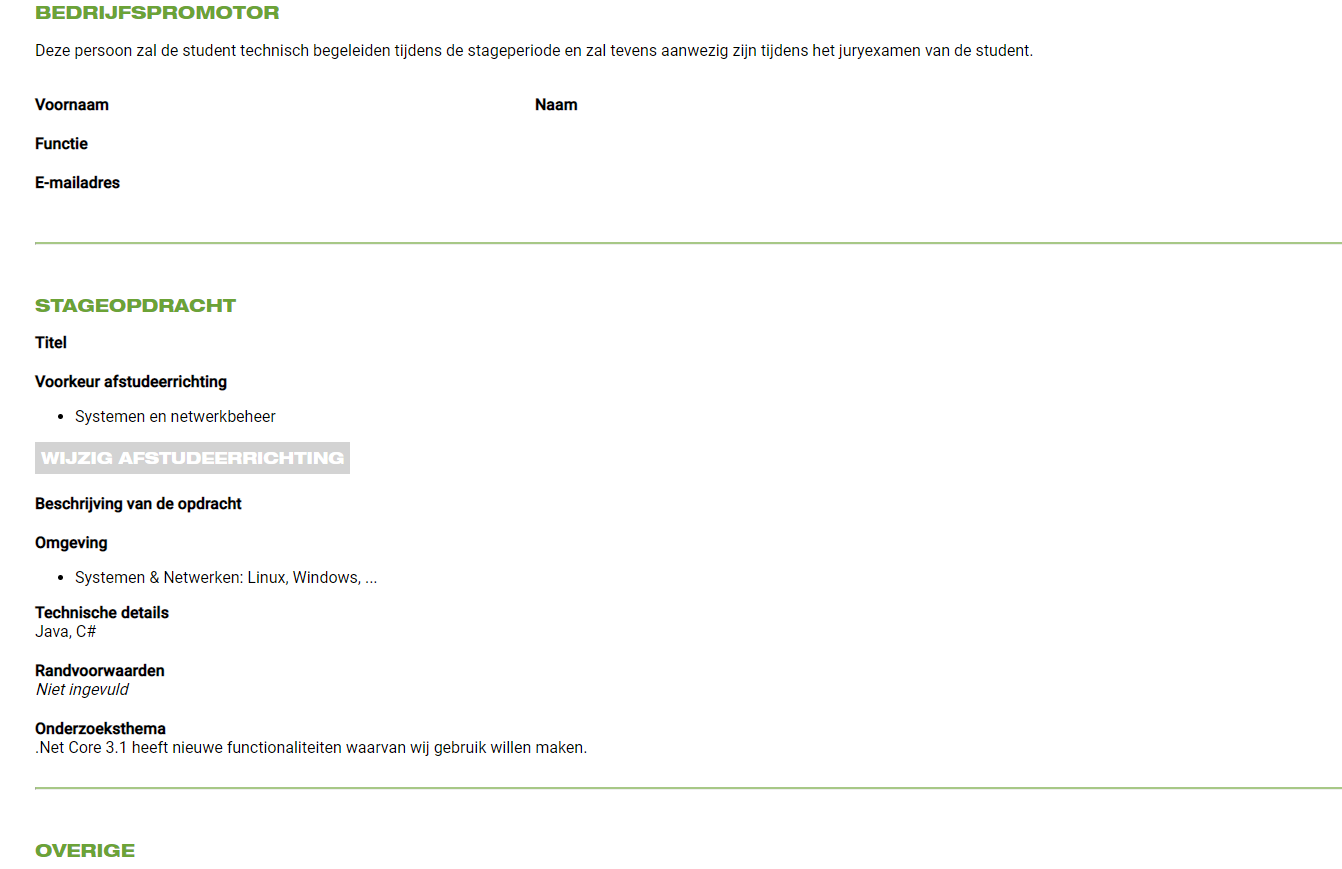 BEDRIJFSPROMOTOR
Deze persoon zal de student technisch begeleiden tijdens de stageperiode en zal tevens aanwezig zijn tijdens het juryexamen van de student.
Voornaam Naam
Functie
E-mailadres
STAGEOPDRACHT
Titel
Voorkeur afstudeerrichting
• Systemen en netwerkbeheer
WIJZIG AFSTUDEERRICHTING
Beschrijving van de opdracht
Omgeving
• Systemen & Netwerken: Linux, Windows, ...
Technische details
Java, C#
Randvoorwaarden
Niet ingevuld
Onderzoeksthema
.Net Core 3.1 heeft nieuwe functionaliteiten waarvan wij gebruik willen maken.
OVERIGE